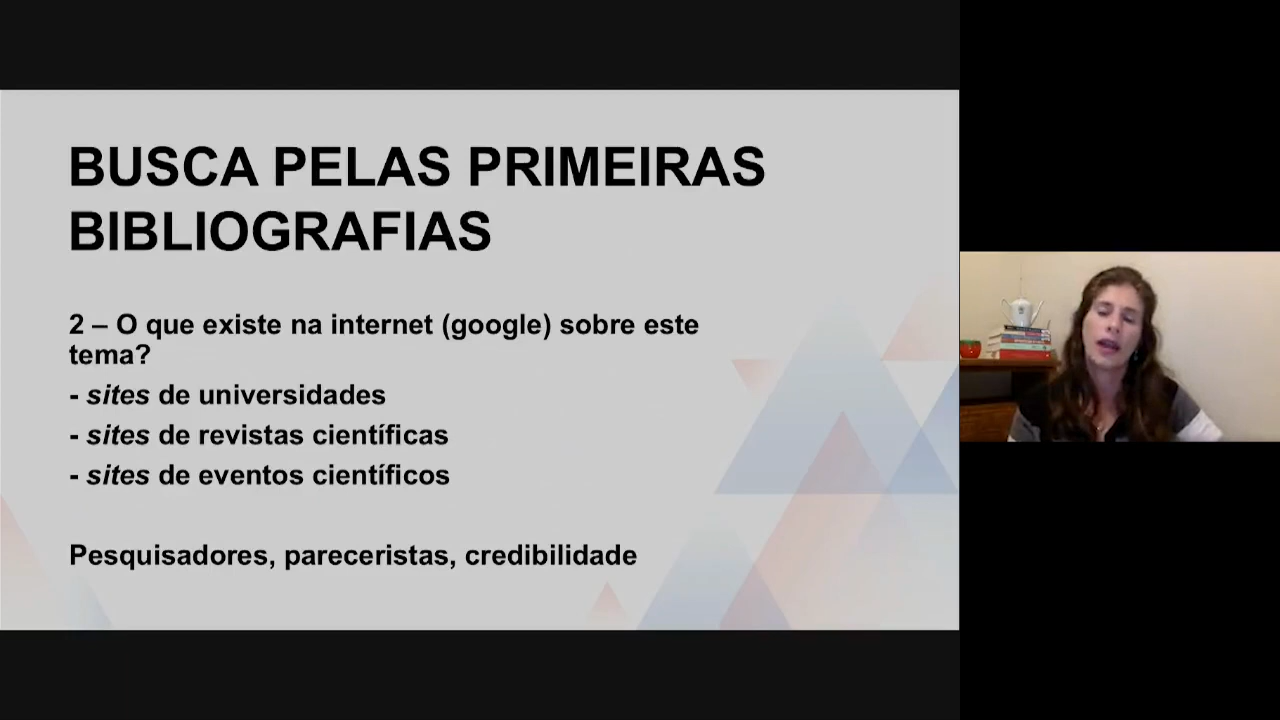 BUSCA PELAS PRIMEIRAS
BIBLIOGRAFIAS
2 – O que existe na internet (google) sobre este
tema?
- sites de universidades
- sites de revistas científicas
- sites de eventos científicos
Pesquisadores, pareceristas, credibilidade